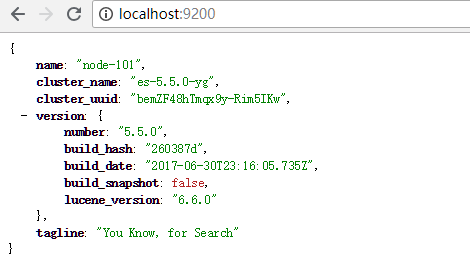 localhost:9200
{
name: "node-101",
cluster_name: "es-5.5.0-yg",
cluster_uuid: "bemZF48hTmqx9y-Rim5IKw",
- version: {
number: "5.5.0",
build_hash: "260387d",
build_date: "2017-06-30T23:16:05.735Z",
build_snapshot: false,
lucene_version: "6.6.0"
},
tagline: "You Know, for Search"
}